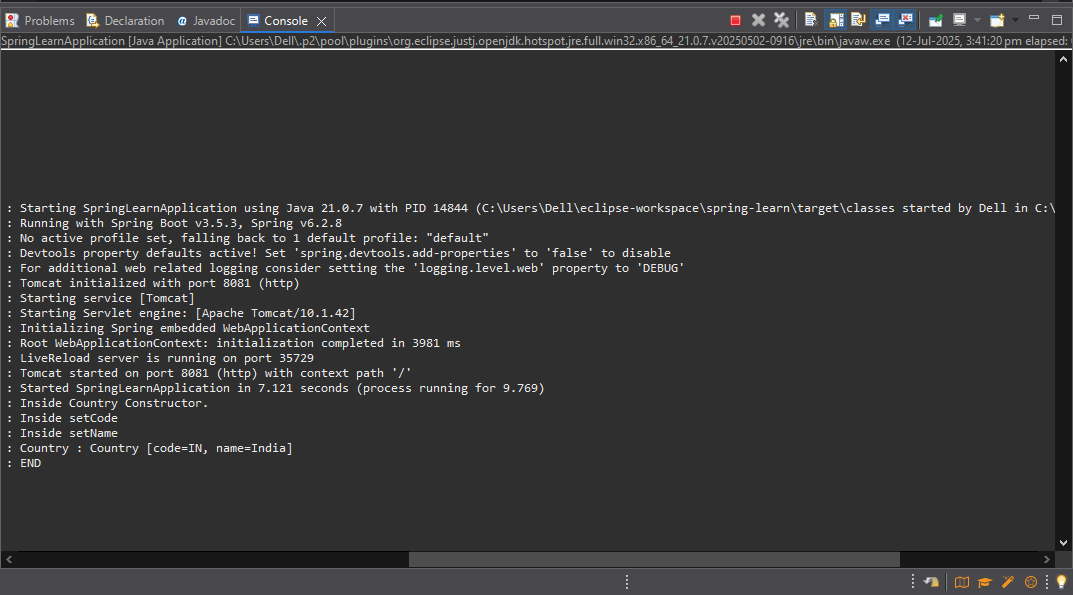 Problems Declaration Javadoc Console
SpringLearnApplication [Java Application] C:\Users\Dell\.p2\pool\plugins\org.eclipse.justj.openjdk.hotspot.jre.full.win32.x86_64_21.0.7.v20250502-0916\jre\bin\javaw.exe (12-Jul-2025, 3:41:20 pm elapsed:
: Starting SpringLearnApplication using Java 21.0.7 with PID 14844 (C:\Users\Dell\eclipse-workspace\spring-learn\target\classes started by Dell in C:\
: Running with Spring Boot v3.5.3, Spring v6.2.8
: No active profile set, falling back to 1 default profile: "default"
: Devtools property defaults active! Set 'spring.devtools.add-properties' to 'false' to disable
: For additional web related logging consider setting the 'logging.level.web' property to 'DEBUG'
: Tomcat initialized with port 8081 (http)
: Starting service [Tomcat]
: Starting Servlet engine: [Apache Tomcat/10.1.42]
: Initializing Spring embedded WebApplicationContext
: Root WebApplicationContext: initialization completed in 3981 ms
: LiveReload server is running on port 35729
: Tomcat started on port 8081 (http) with context path '/'
: Started SpringLearnApplication in 7.121 seconds (process running for 9.769)
: Inside Country Constructor.
: Inside setCode
: Inside setName
: Country : Country [code=IN, name=India]
: END